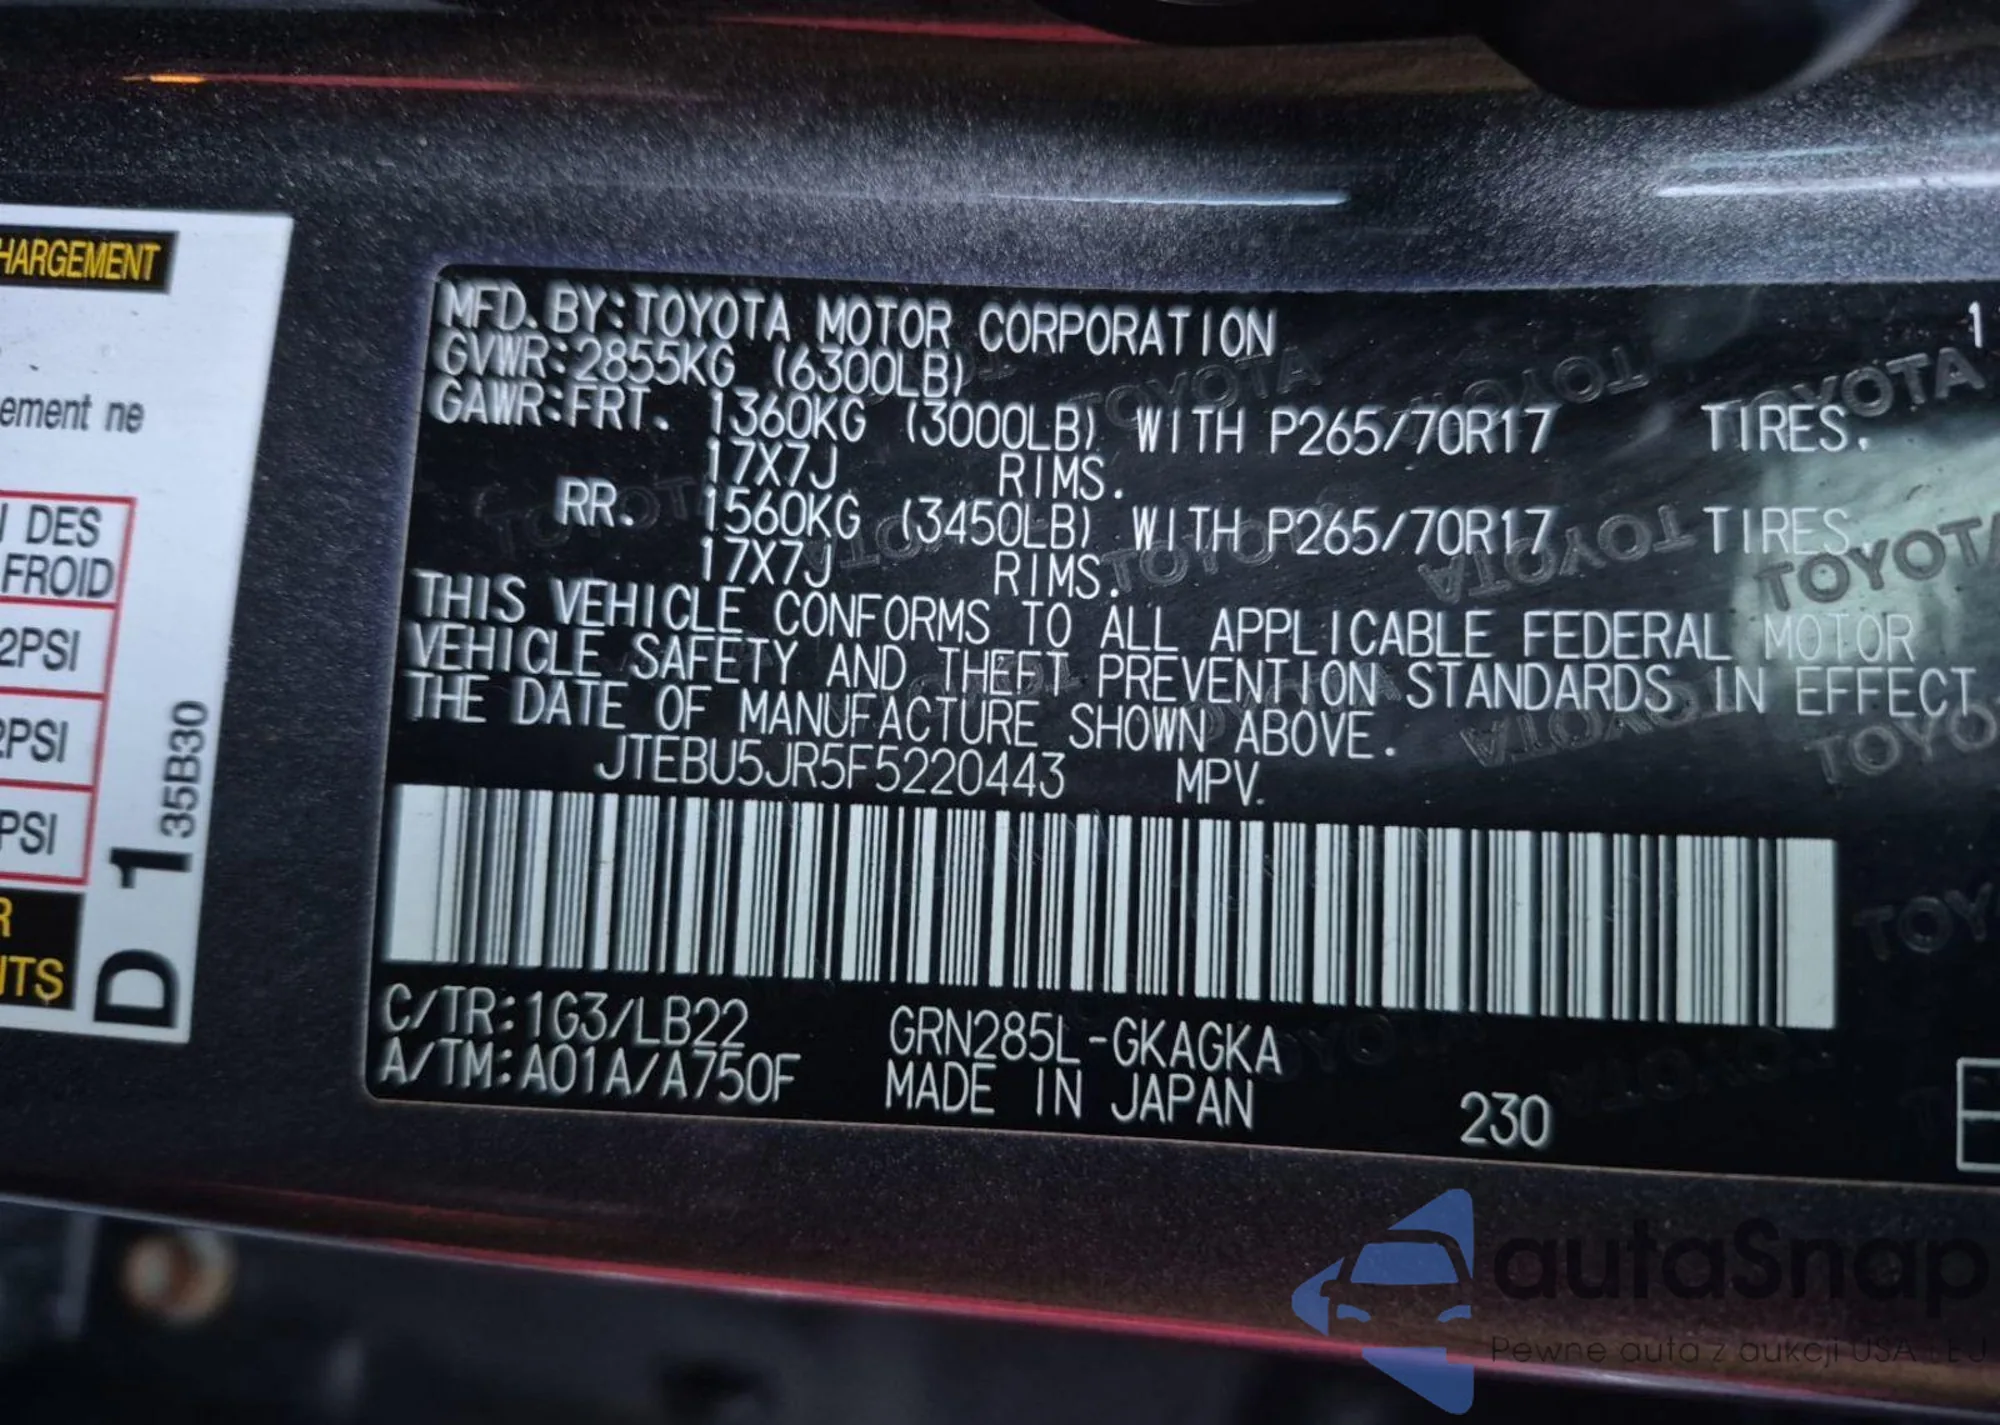 HARGEMENT
ement ne
DES
FROID
2PSI
2PSI
PSI
R
NTS
D 1
35B30
MFD. BY: TOYOTA MOTOR CORPORATION
GVWR: 2855KG (6300LB)
GAWR: FRT. 1360KG (3000LB) WITH P265/70R17 TIRES.
17X7J RIMS.
RR. 1560KG (3450LB) WITH P265/70R17 TIRES
17X7J RIMS.
THIS VEHICLE CONFORMS TO ALL APPLICABLE FEDERAL MOTOR
VEHICLE SAFETY AND THEFT PREVENTION STANDARDS IN EFFECT
THE DATE OF MANUFACTURE SHOWN ABOVE.
JTEBU5JR5F5220443 MPV.
C/TR: 1G3/LB22 GRN285L-GKAGKA
A/TM: A01A/A750F MADE IN JAPAN 230
autaSnap
Pewne auta z aukcji USA i EU